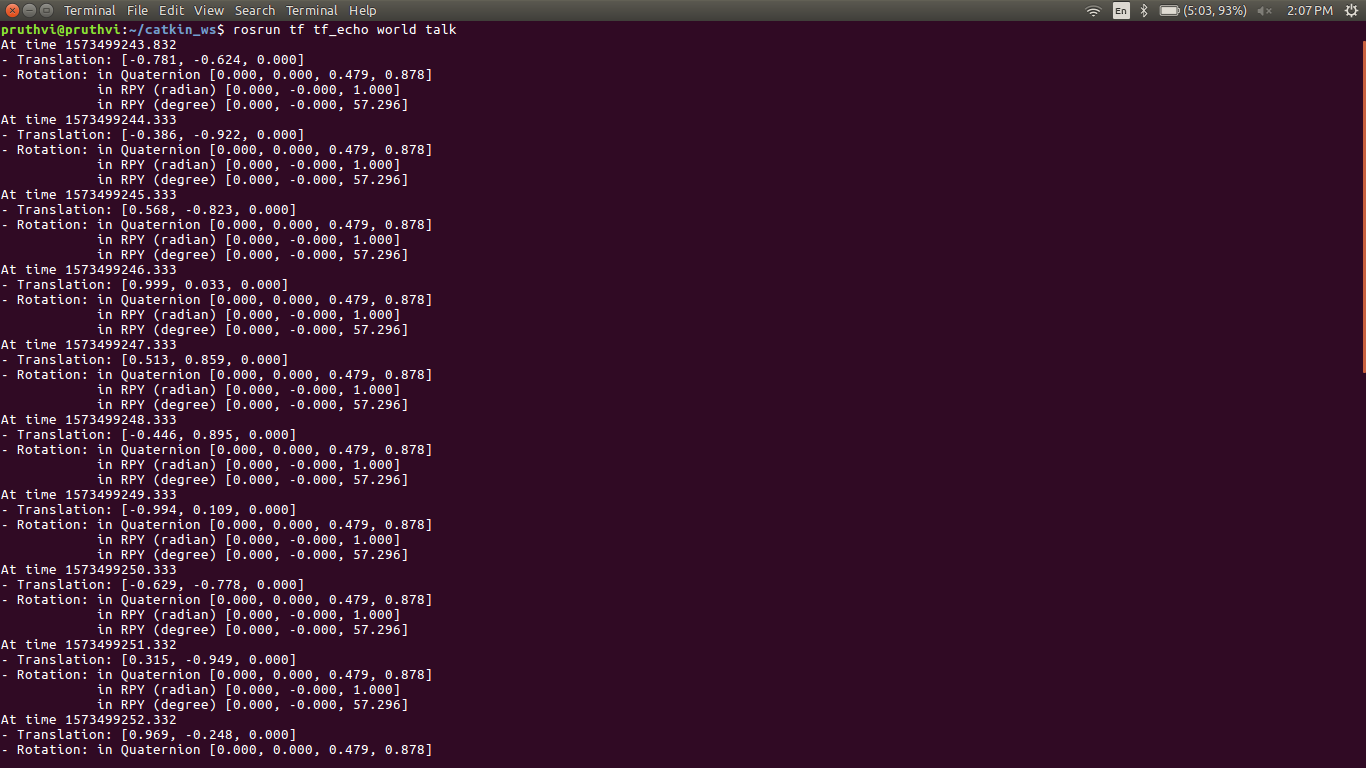 Terminal File Edit View Search Terminal Help En (5:03, 93%) 2:07 PM
pruthvi@pruthvi:~/catkin_ws$ rosrun tf tf_echo world talk
At time 1573499243.832
- Translation: [-0.781, -0.624, 0.000]
- Rotation: in Quaternion [0.000, 0.000, 0.479, 0.878]
            in RPY (radian) [0.000, -0.000, 1.000]
            in RPY (degree) [0.000, -0.000, 57.296]
At time 1573499244.333
- Translation: [-0.386, -0.922, 0.000]
- Rotation: in Quaternion [0.000, 0.000, 0.479, 0.878]
            in RPY (radian) [0.000, -0.000, 1.000]
            in RPY (degree) [0.000, -0.000, 57.296]
At time 1573499245.333
- Translation: [0.568, -0.823, 0.000]
- Rotation: in Quaternion [0.000, 0.000, 0.479, 0.878]
            in RPY (radian) [0.000, -0.000, 1.000]
            in RPY (degree) [0.000, -0.000, 57.296]
At time 1573499246.333
- Translation: [0.999, 0.033, 0.000]
- Rotation: in Quaternion [0.000, 0.000, 0.479, 0.878]
            in RPY (radian) [0.000, -0.000, 1.000]
            in RPY (degree) [0.000, -0.000, 57.296]
At time 1573499247.333
- Translation: [0.513, 0.859, 0.000]
- Rotation: in Quaternion [0.000, 0.000, 0.479, 0.878]
            in RPY (radian) [0.000, -0.000, 1.000]
            in RPY (degree) [0.000, -0.000, 57.296]
At time 1573499248.333
- Translation: [-0.446, 0.895, 0.000]
- Rotation: in Quaternion [0.000, 0.000, 0.479, 0.878]
            in RPY (radian) [0.000, -0.000, 1.000]
            in RPY (degree) [0.000, -0.000, 57.296]
At time 1573499249.333
- Translation: [-0.994, 0.109, 0.000]
- Rotation: in Quaternion [0.000, 0.000, 0.479, 0.878]
            in RPY (radian) [0.000, -0.000, 1.000]
            in RPY (degree) [0.000, -0.000, 57.296]
At time 1573499250.333
- Translation: [-0.629, -0.778, 0.000]
- Rotation: in Quaternion [0.000, 0.000, 0.479, 0.878]
            in RPY (radian) [0.000, -0.000, 1.000]
            in RPY (degree) [0.000, -0.000, 57.296]
At time 1573499251.332
- Translation: [0.315, -0.949, 0.000]
- Rotation: in Quaternion [0.000, 0.000, 0.479, 0.878]
            in RPY (radian) [0.000, -0.000, 1.000]
            in RPY (degree) [0.000, -0.000, 57.296]
At time 1573499252.332
- Translation: [0.969, -0.248, 0.000]
- Rotation: in Quaternion [0.000, 0.000, 0.479, 0.878]